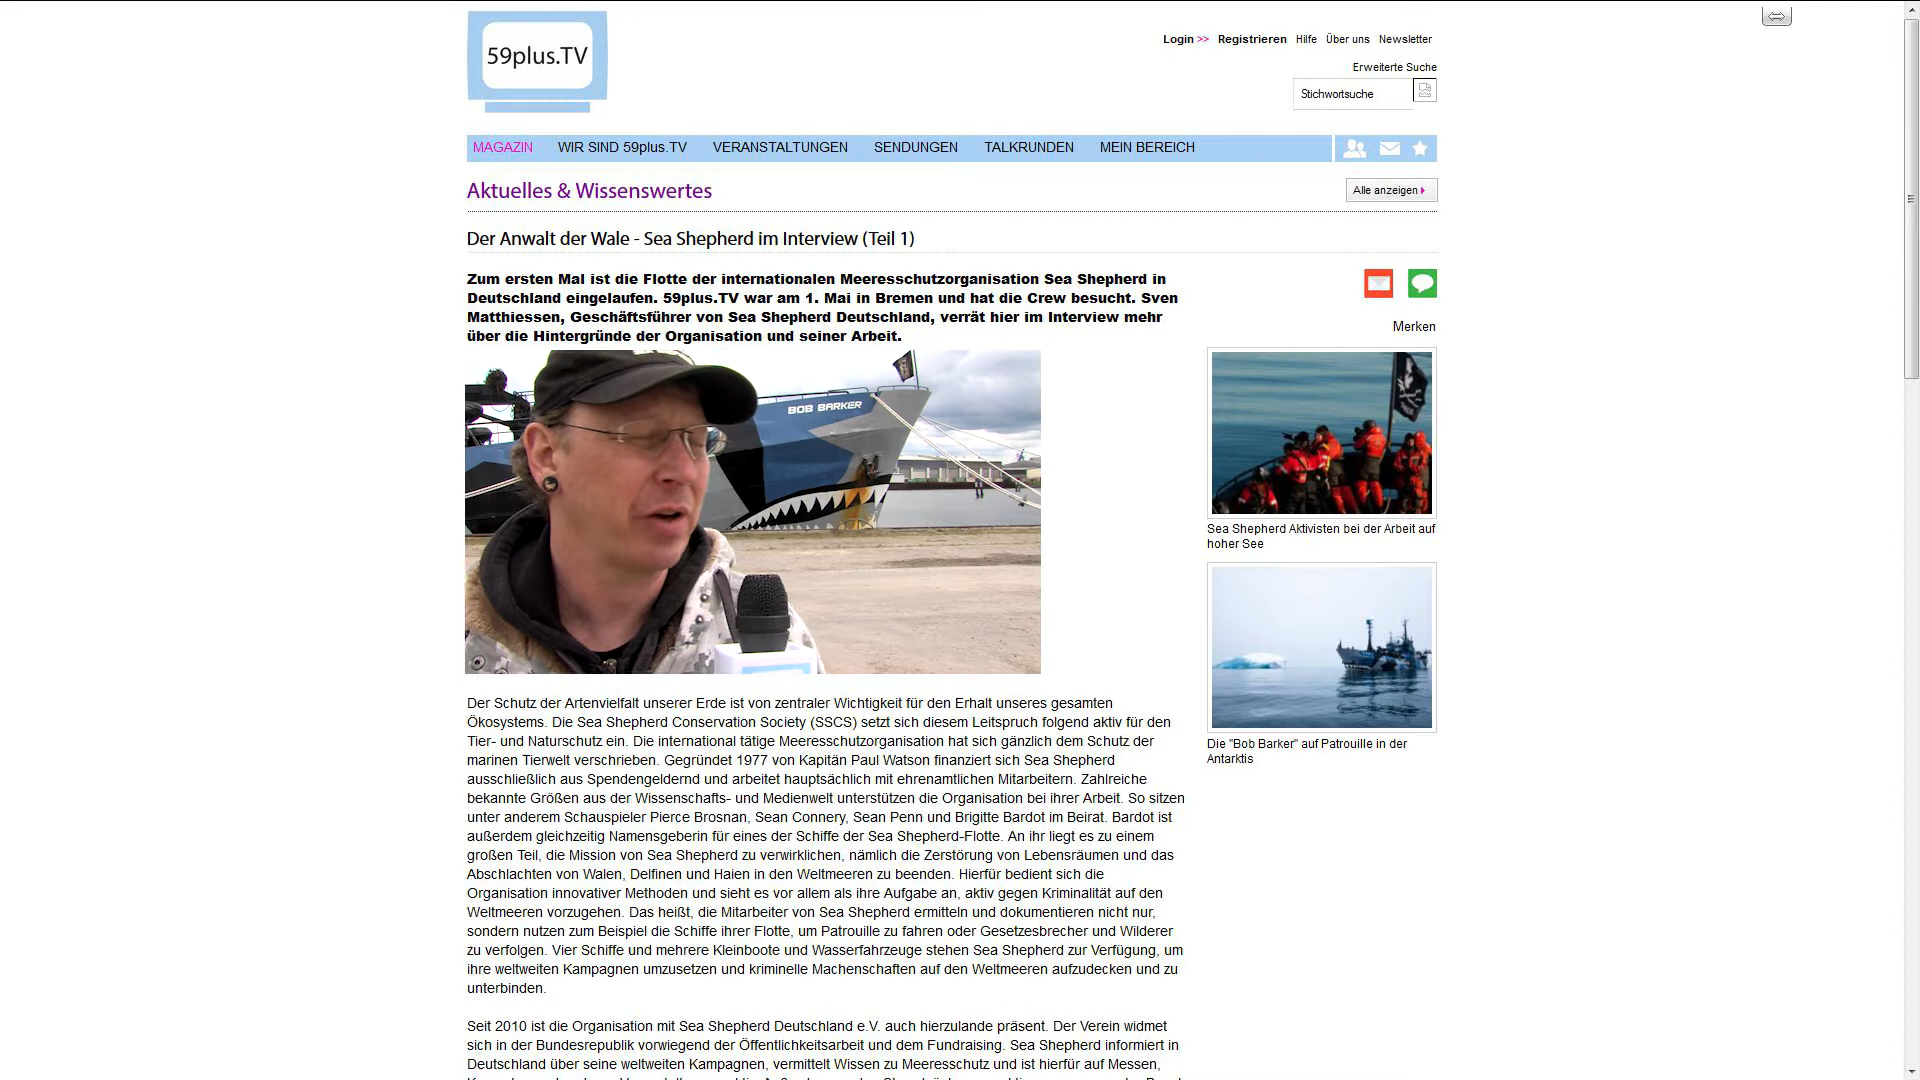 59plus.TV
Login >> Registrieren Hilfe Über uns Newsletter
Erweiterte Suche
Stichwortsuche
MAGAZIN WIR SIND 59plus.TV VERANSTALTUNGEN SENDUNGEN TALKRUNDEN MEIN BEREICH
Aktuelles & Wissenswertes
Alle anzeigen
Der Anwalt der Wale - Sea Shepherd im Interview (Teil 1)
Zum ersten Mal ist die Flotte der internationalen Meeresschutzorganisation Sea Shepherd in
Deutschland eingelaufen. 59plus.TV war am 1. Mai in Bremen und hat die Crew besucht. Sven
Matthiessen, Geschäftsführer von Sea Shepherd Deutschland, verrät hier im Interview mehr
über die Hintergründe der Organisation und seiner Arbeit.
Merken
BOB BARKER
Sea Shepherd Aktivisten bei der Arbeit auf
hoher See
Die "Bob Barker" auf Patrouille in der
Antarktis
Der Schutz der Artenvielfalt unserer Erde ist von zentraler Wichtigkeit für den Erhalt unseres gesamten
Ökosystems. Die Sea Shepherd Conservation Society (SSCS) setzt sich diesem Leitspruch folgend aktiv für den
Tier- und Naturschutz ein. Die international tätige Meeresschutzorganisation hat sich gänzlich dem Schutz der
marinen Tierwelt verschrieben. Gegründet 1977 von Kapitän Paul Watson finanziert sich Sea Shepherd
ausschließlich aus Spendengeldernd und arbeitet hauptsächlich mit ehrenamtlichen Mitarbeitern. Zahlreiche
bekannte Größen aus der Wissenschafts- und Medienwelt unterstützen die Organisation bei ihrer Arbeit. So sitzen
unter anderem Schauspieler Pierce Brosnan, Sean Connery, Sean Penn und Brigitte Bardot im Beirat. Bardot ist
außerdem gleichzeitig Namensgeberin für eines der Schiffe der Sea Shepherd-Flotte. An ihr liegt es zu einem
großen Teil, die Mission von Sea Shepherd zu verwirklichen, nämlich die Zerstörung von Lebensräumen und das
Abschlachten von Walen, Delfinen und Haien in den Weltmeeren zu beenden. Hierfür bedient sich die
Organisation innovativer Methoden und sieht es vor allem als ihre Aufgabe an, aktiv gegen Kriminalität auf den
Weltmeeren vorzugehen. Das heißt, die Mitarbeiter von Sea Shepherd ermitteln und dokumentieren nicht nur,
sondern nutzen zum Beispiel die Schiffe ihrer Flotte, um Patrouille zu fahren oder Gesetzesbrecher und Wilderer
zu verfolgen. Vier Schiffe und mehrere Kleinboote und Wasserfahrzeuge stehen Sea Shepherd zur Verfügung, um
ihre weltweiten Kampagnen umzusetzen und kriminelle Machenschaften auf den Weltmeeren aufzudecken und zu
unterbinden.
Seit 2010 ist die Organisation mit Sea Shepherd Deutschland e.V. auch hierzulande präsent. Der Verein widmet
sich in der Bundesrepublik vorwiegend der Öffentlichkeitsarbeit und dem Fundraising. Sea Shepherd informiert in
Deutschland über seine weltweiten Kampagnen, vermittelt Wissen zu Meeresschutz und ist hierfür auf Messen,